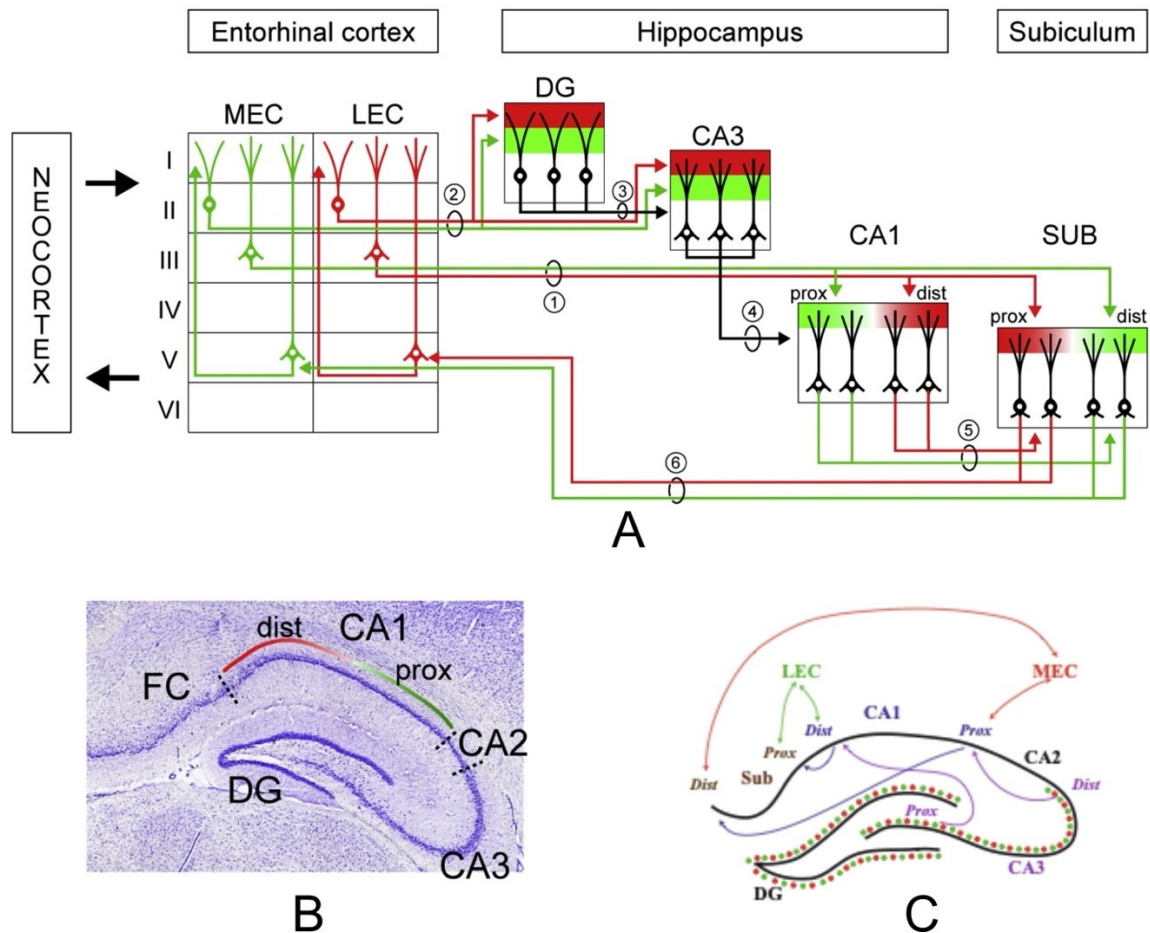 Entorhinal cortex
Hippocampus
Subiculum
NEOCORTEX
MEC
LEC
I
II
III
IV
V
VI
DG
CA3
CA1
SUB
prox
dist
prox
dist
②
③
①
④
⑤
⑥
A
dist
CA1
prox
FC
CA2
DG
CA3
B
LEC
MEC
CA1
Dist
Prox
Prox
CA2
Dist
Sub
Dist
Prox
CA3
DG
C